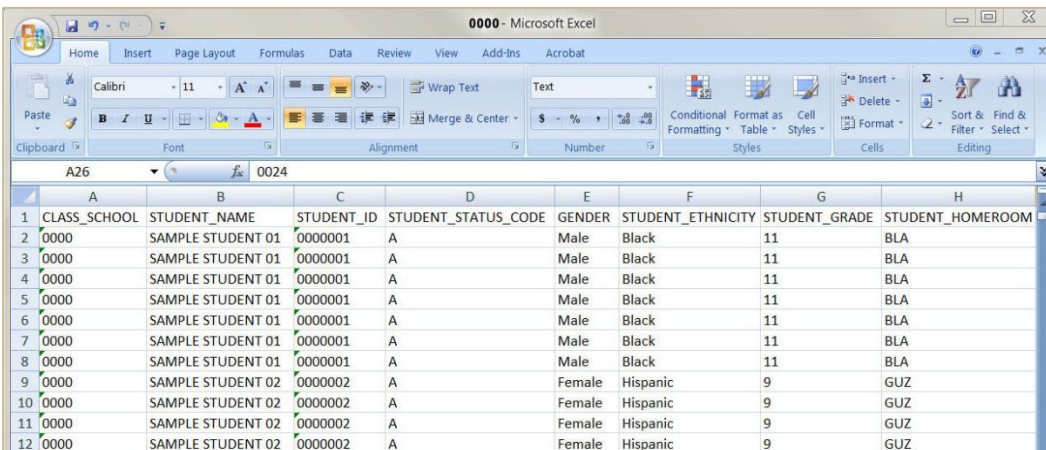 0000 - Microsoft Excel
Home Insert Page Layout Formulas Data Review View Add-Ins Acrobat
Paste
Calibri 11 A A
B I U A
Wrap Text
Merge & Center
Text
$ % , .0 .00 .00 .0
Conditional Formatting Format as Table Cell Styles
Insert
Delete
Format
Σ
Sort & Filter Find & Select
Clipboard Font Alignment Number Styles Cells Editing
A26 fx 0024
A B C D E F G H
1 CLASS_SCHOOL STUDENT_NAME STUDENT_ID STUDENT_STATUS_CODE GENDER STUDENT_ETHNICITY STUDENT_GRADE STUDENT_HOMEROOM
2 0000 SAMPLE STUDENT 01 0000001 A Male Black 11 BLA
3 0000 SAMPLE STUDENT 01 0000001 A Male Black 11 BLA
4 0000 SAMPLE STUDENT 01 0000001 A Male Black 11 BLA
5 0000 SAMPLE STUDENT 01 0000001 A Male Black 11 BLA
6 0000 SAMPLE STUDENT 01 0000001 A Male Black 11 BLA
7 0000 SAMPLE STUDENT 01 0000001 A Male Black 11 BLA
8 0000 SAMPLE STUDENT 01 0000001 A Male Black 11 BLA
9 0000 SAMPLE STUDENT 02 0000002 A Female Hispanic 9 GUZ
10 0000 SAMPLE STUDENT 02 0000002 A Female Hispanic 9 GUZ
11 0000 SAMPLE STUDENT 02 0000002 A Female Hispanic 9 GUZ
12 0000 SAMPLE STUDENT 02 0000002 A Female Hispanic 9 GUZ